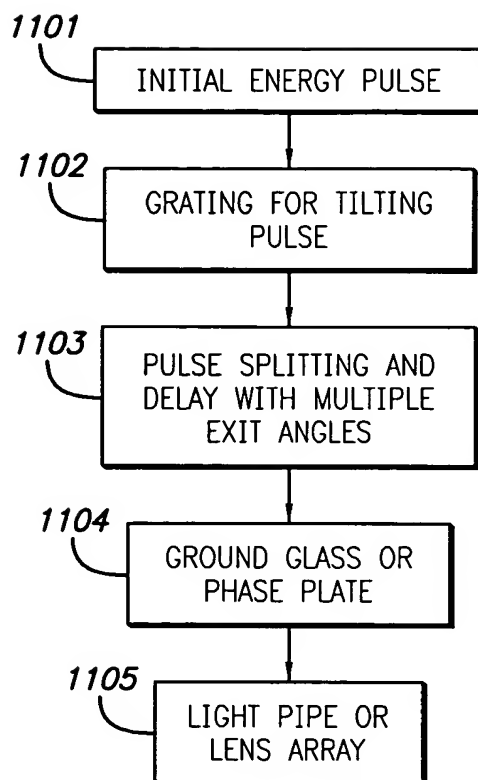 1101
INITIAL ENERGY PULSE
1102
GRATING FOR TILTING
PULSE
1103
PULSE SPLITTING AND
DELAY WITH MULTIPLE
EXIT ANGLES
1104
GROUND GLASS OR
PHASE PLATE
1105
LIGHT PIPE OR
LENS ARRAY